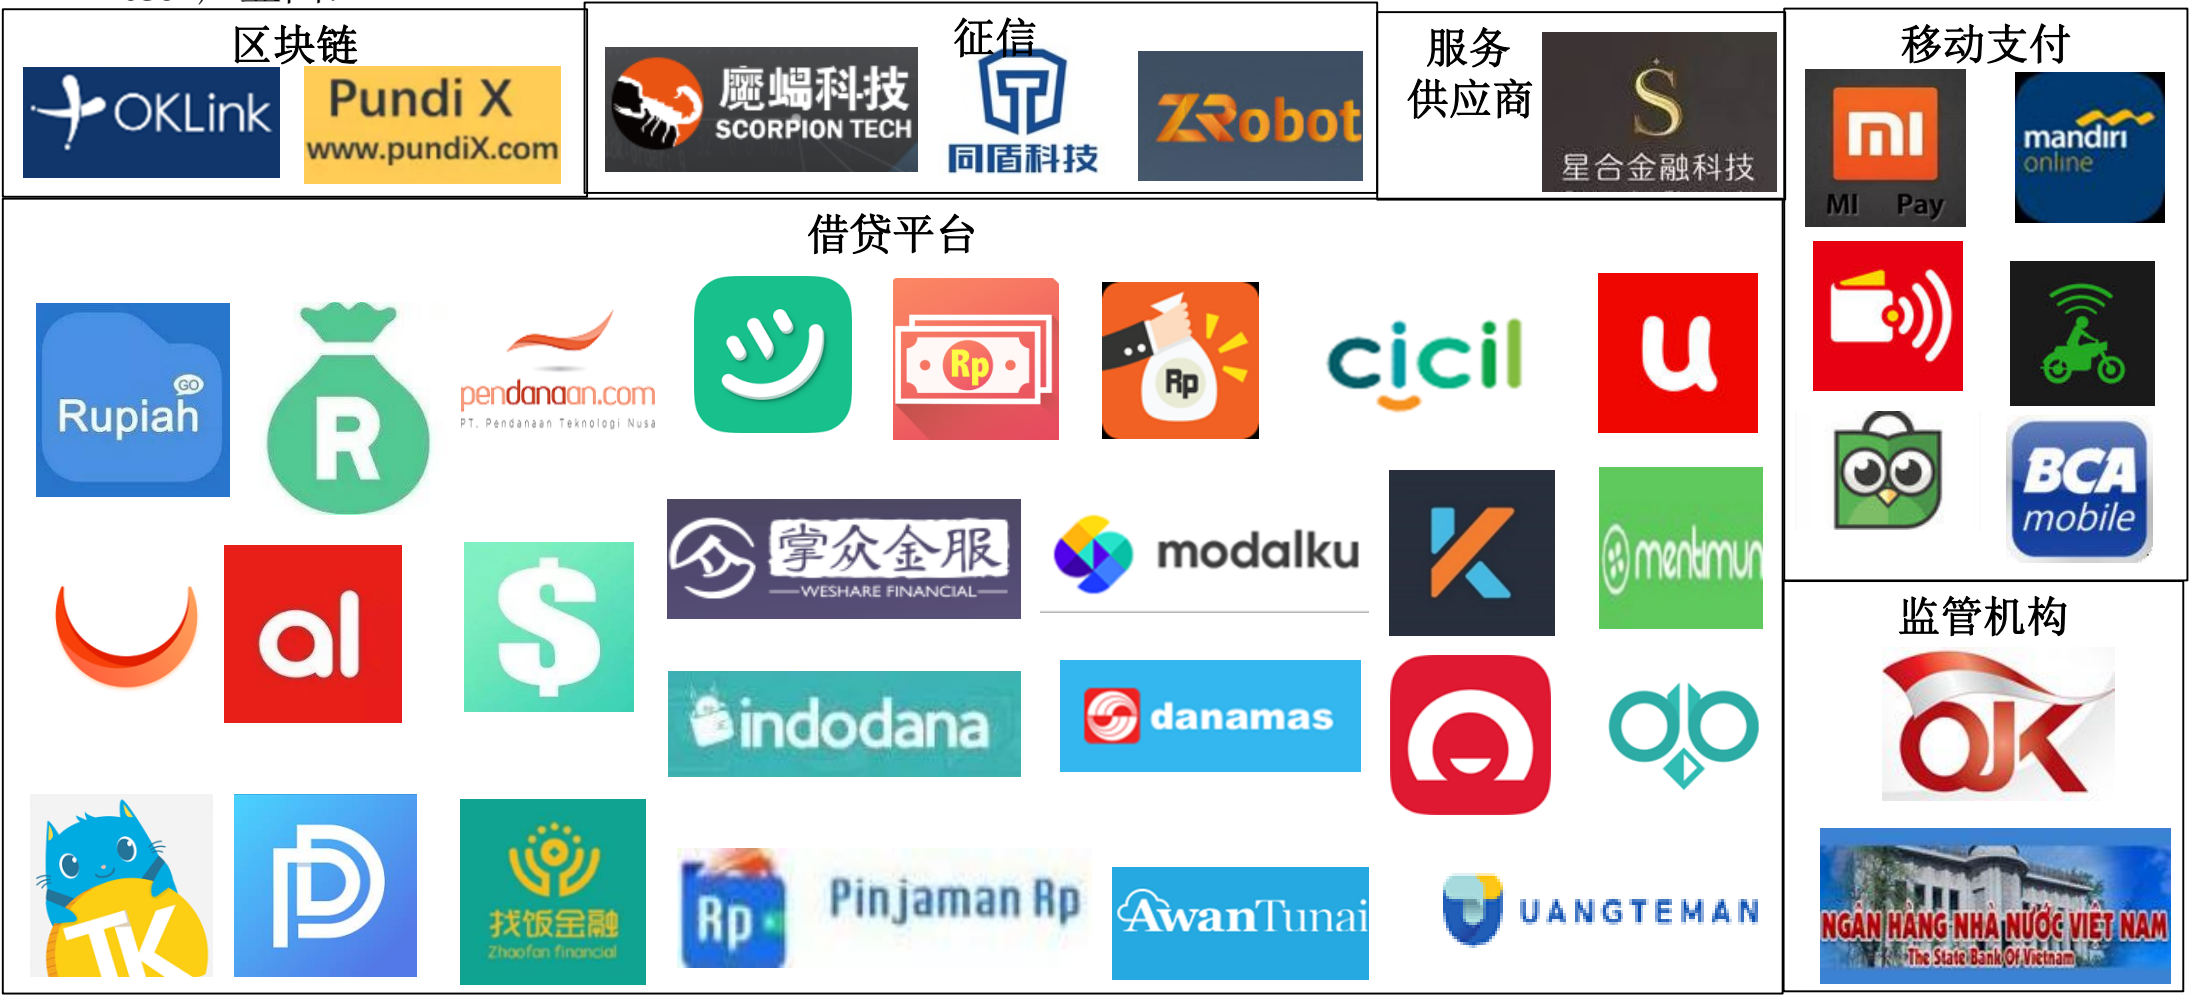 区块链
OKLink
Pundi X
www.pundiX.com
征信
魔蝎科技
SCORPION TECH
同盾科技
ZRobot
服务
供应商
S
星合金融科技
移动支付
MI
MI Pay
mandiri
online
BCA
mobile
借贷平台
GO
Rupiah
R
pendanaan.com
PT. Pendanaan Teknologi Nusa
Rp
Rp
cicil
u
al
$
掌众金服
WESHARE FINANCIAL
modalku
K
mentimun
indodana
danamas
TK
找饭金融
Zhaofan financial
Rp
Pinjaman Rp
AwanTunai
UANGTEMAN
监管机构
OJK
NGÂN HÀNG NHÀ NƯỚC VIỆT NAM
The State Bank Of Vietnam